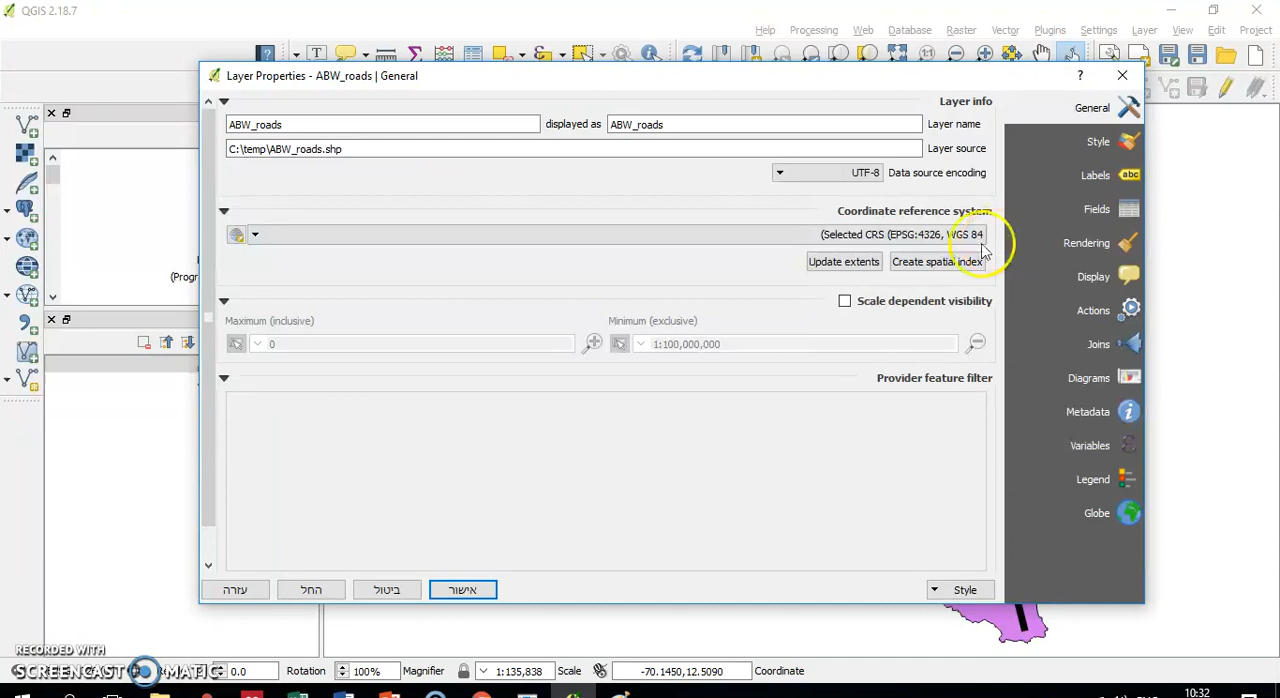 QGIS 2.18.7
Help Processing Web Database Raster Vector Plugins Settings Layer View Edit Project
Layer Properties - ABW_roads | General
Layer info
ABW_roads displayed as ABW_roads Layer name
C:\temp\ABW_roads.shp Layer source
UTF-8 Data source encoding
Coordinate reference system
(Selected CRS (EPSG:4326, WGS 84
Update extents Create spatial index
Scale dependent visibility
Maximum (inclusive) Minimum (exclusive)
0 1:100,000,000
Provider feature filter
עזרה החל ביטול אישור Style
General
Style
Labels abc
Fields
Rendering
Display
Actions
Joins
Diagrams
Metadata
Variables
Legend
Globe
(Progr
RECORDED WITH
SCREENCAST MATIC
0.0 Rotation 100% Magnifier 1:135,838 Scale -70.1450,12.5090 Coordinate
ENG 10:32